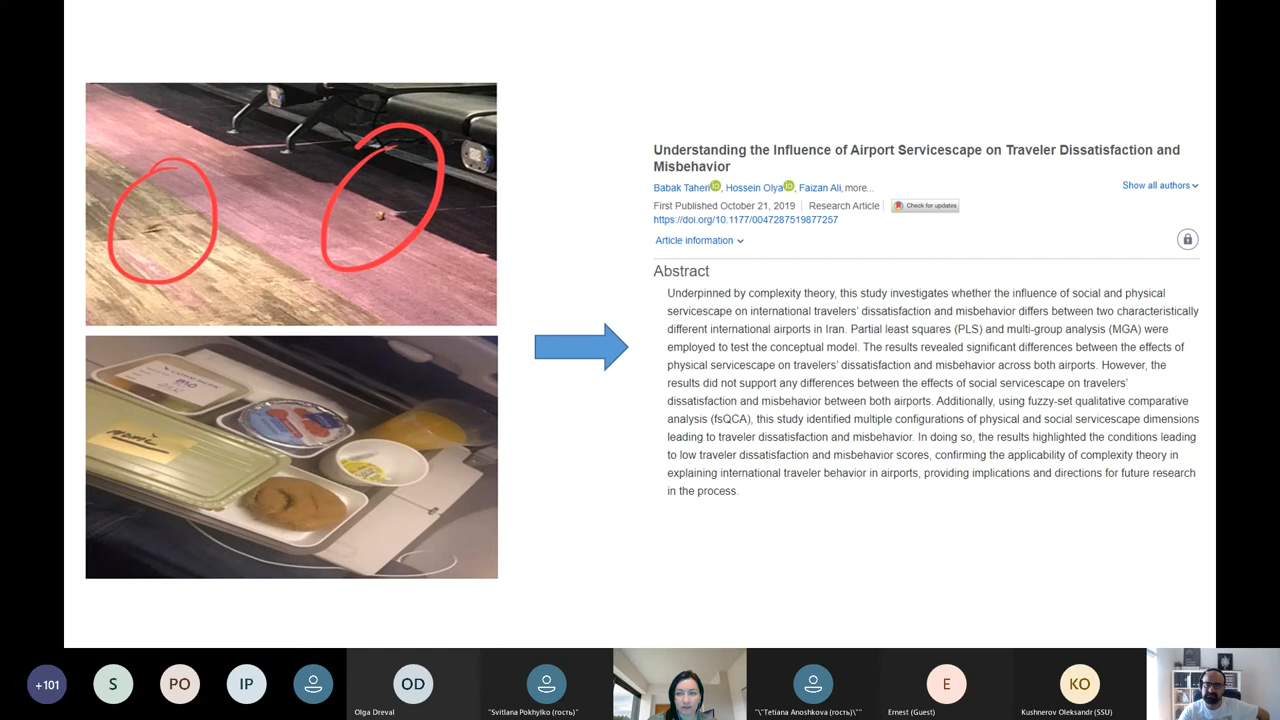 Understanding the Influence of Airport Servicescape on Traveler Dissatisfaction and
Misbehavior
Babak Taheri, Hossein Olya, Faizan Ali, more...
Show all authors
First Published October 21, 2019 | Research Article | Check for updates
https://doi.org/10.1177/0047287519877257
Article information
Abstract
Underpinned by complexity theory, this study investigates whether the influence of social and physical
servicescape on international travelers’ dissatisfaction and misbehavior differs between two characteristically
different international airports in Iran. Partial least squares (PLS) and multi-group analysis (MGA) were
employed to test the conceptual model. The results revealed significant differences between the effects of
physical servicescape on travelers’ dissatisfaction and misbehavior across both airports. However, the
results did not support any differences between the effects of social servicescape on travelers’
dissatisfaction and misbehavior between both airports. Additionally, using fuzzy-set qualitative comparative
analysis (fsQCA), this study identified multiple configurations of physical and social servicescape dimensions
leading to traveler dissatisfaction and misbehavior. In doing so, the results highlighted the conditions leading
to low traveler dissatisfaction and misbehavior scores, confirming the applicability of complexity theory in
explaining international traveler behavior in airports, providing implications and directions for future research
in the process.
+101
S
PO
IP
OD
E
KO
Olga Dreval
"Svitlana Pokhylko (гость)"
"\"Tetiana Anoshkova (гость)\""
Ernest (Guest)
Kushnerov Oleksandr (SSU)